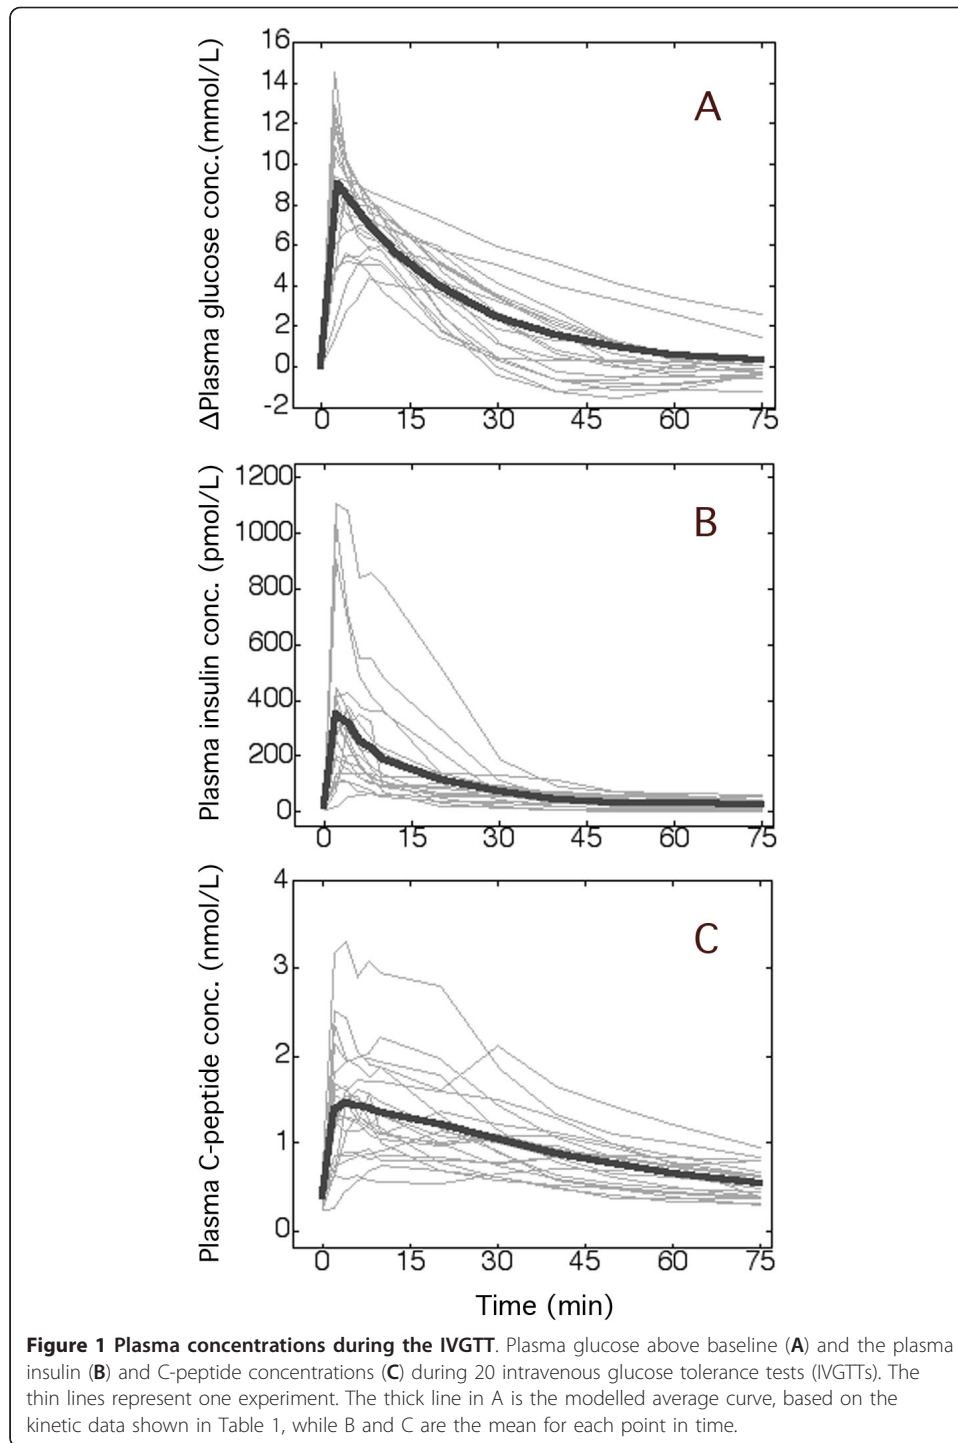 ΔPlasma glucose conc.(mmol/L)
16
14
12
10
8
6
4
2
0
-2
A
0 15 30 45 60 75
Plasma insulin conc. (pmol/L)
1200
1000
800
600
400
200
0
B
0 15 30 45 60 75
Plasma C-peptide conc. (nmol/L)
4
3
2
1
0
C
0 15 30 45 60 75
Time (min)
Figure 1 Plasma concentrations during the IVGTT. Plasma glucose above baseline (A) and the plasma
insulin (B) and C-peptide concentrations (C) during 20 intravenous glucose tolerance tests (IVGTTs). The
thin lines represent one experiment. The thick line in A is the modelled average curve, based on the
kinetic data shown in Table 1, while B and C are the mean for each point in time.